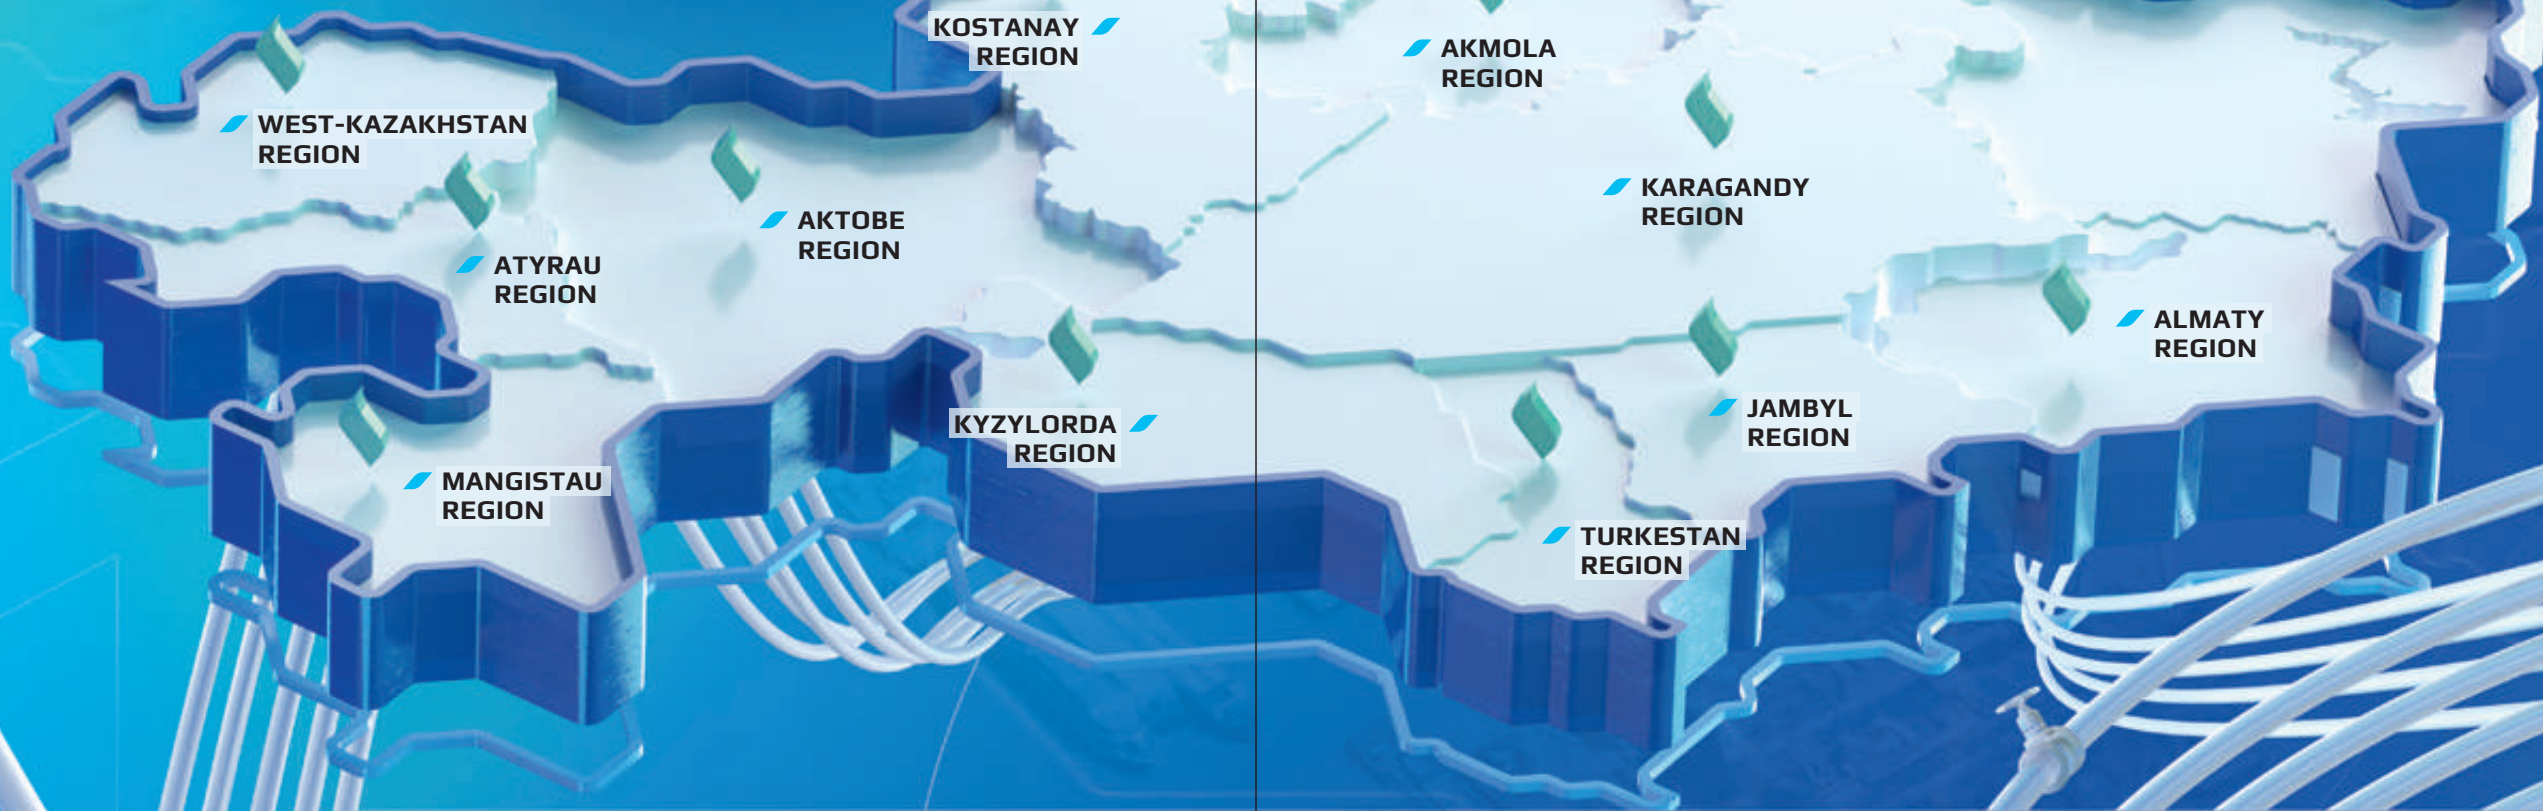 KOSTANAY
REGION
AKMOLA
REGION
WEST-KAZAKHSTAN
REGION
KARAGANDY
REGION
AKTOBE
REGION
ATYRAU
REGION
ALMATY
REGION
KYZYLORDA
REGION
JAMBYL
REGION
MANGISTAU
REGION
TURKESTAN
REGION